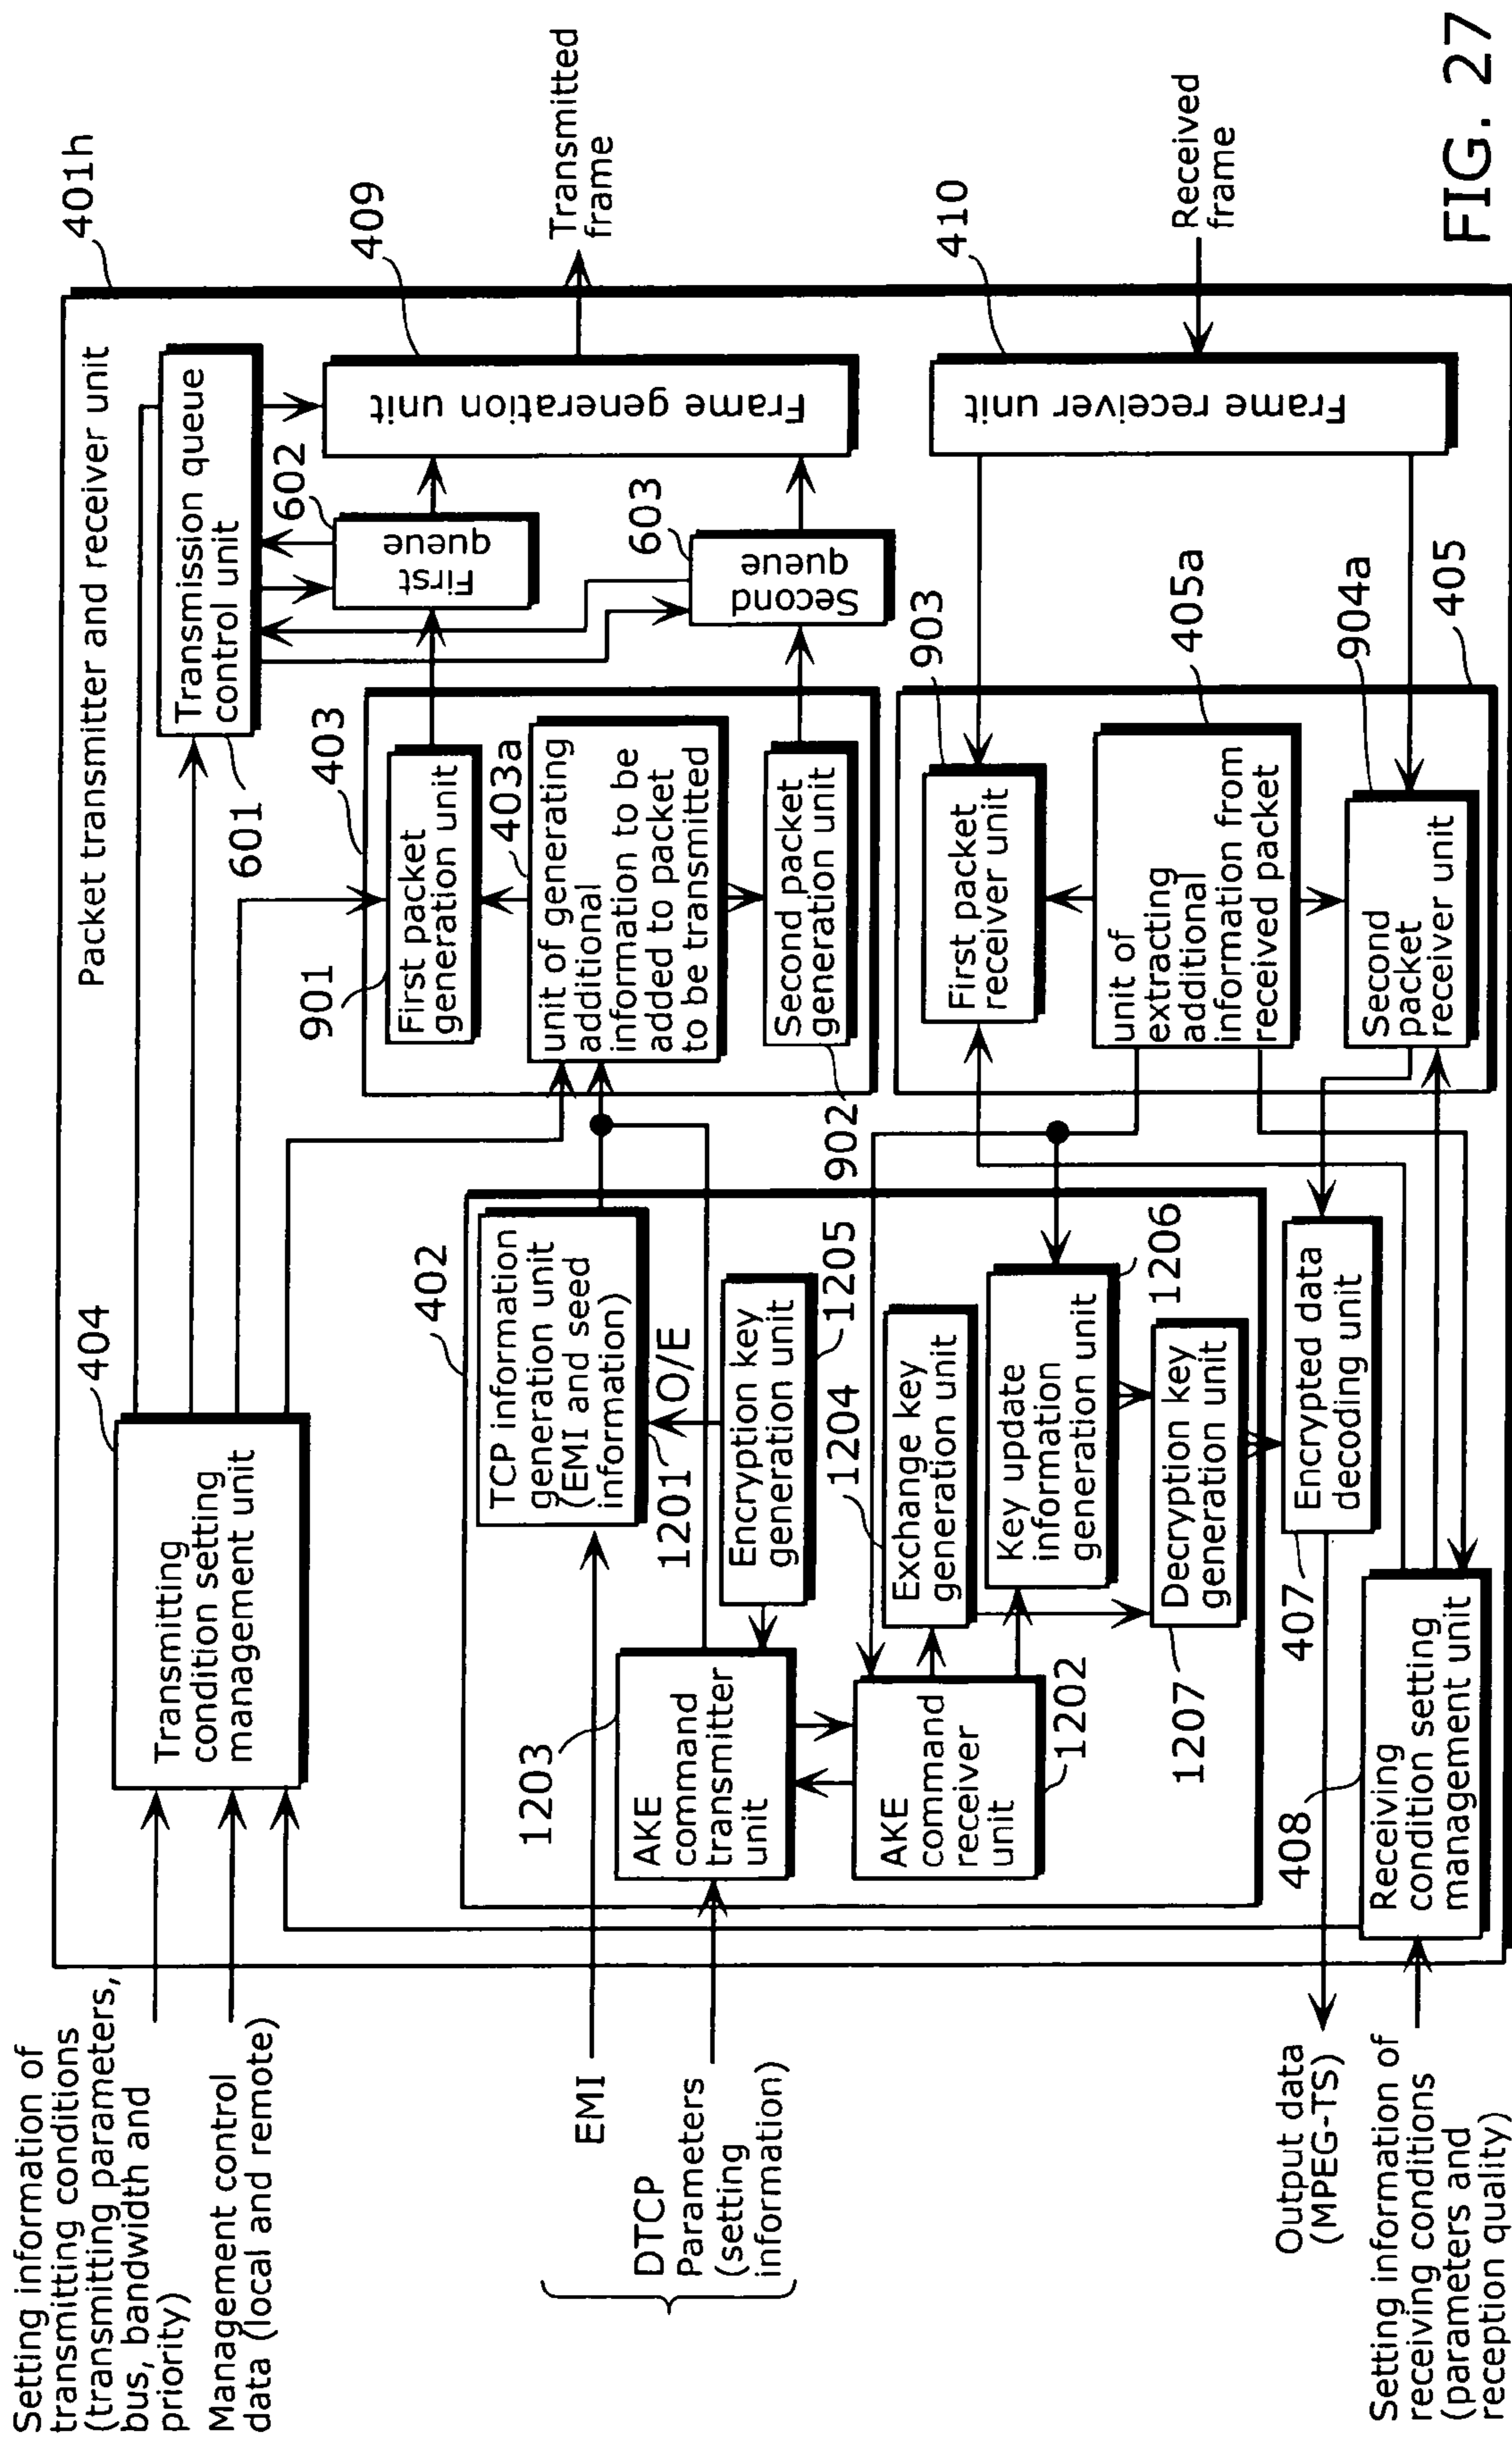 Setting information of
transmitting conditions
(transmitting parameters,
bus, bandwidth and
priority)
Management control
data (local and remote)
EMI
DTCP
Parameters
(setting
information)
Output data
(MPEG-TS)
Setting information of
receiving conditions
(parameters and
reception quality)
Packet transmitter and receiver unit
401h
404
Transmitting
condition setting
management unit
402
TCP information
generation unit
(EMI and seed
information)
1201
O/E
Encryption key
generation unit
1205
1203
AKE
command
transmitter
unit
AKE
command
receiver
unit
1202
1204
Exchange key
generation unit
Key update
information
generation unit
1206
Decryption key
generation unit
1207
Encrypted data
decoding unit
407
408
Receiving
condition setting
management unit
403
901
First packet
generation unit
403a
unit of generating
additional
information to be
added to packet
to be transmitted
Second packet
generation unit
902
903
First packet
receiver unit
405a
unit of
extracting
additional
information from
received packet
904a
Second
packet
receiver unit
405
Transmission queue
control unit
601
602
First
queue
603
Second
queue
409
Frame generation unit
410
Frame receiver unit
Transmitted
frame
Received
frame
FIG. 27